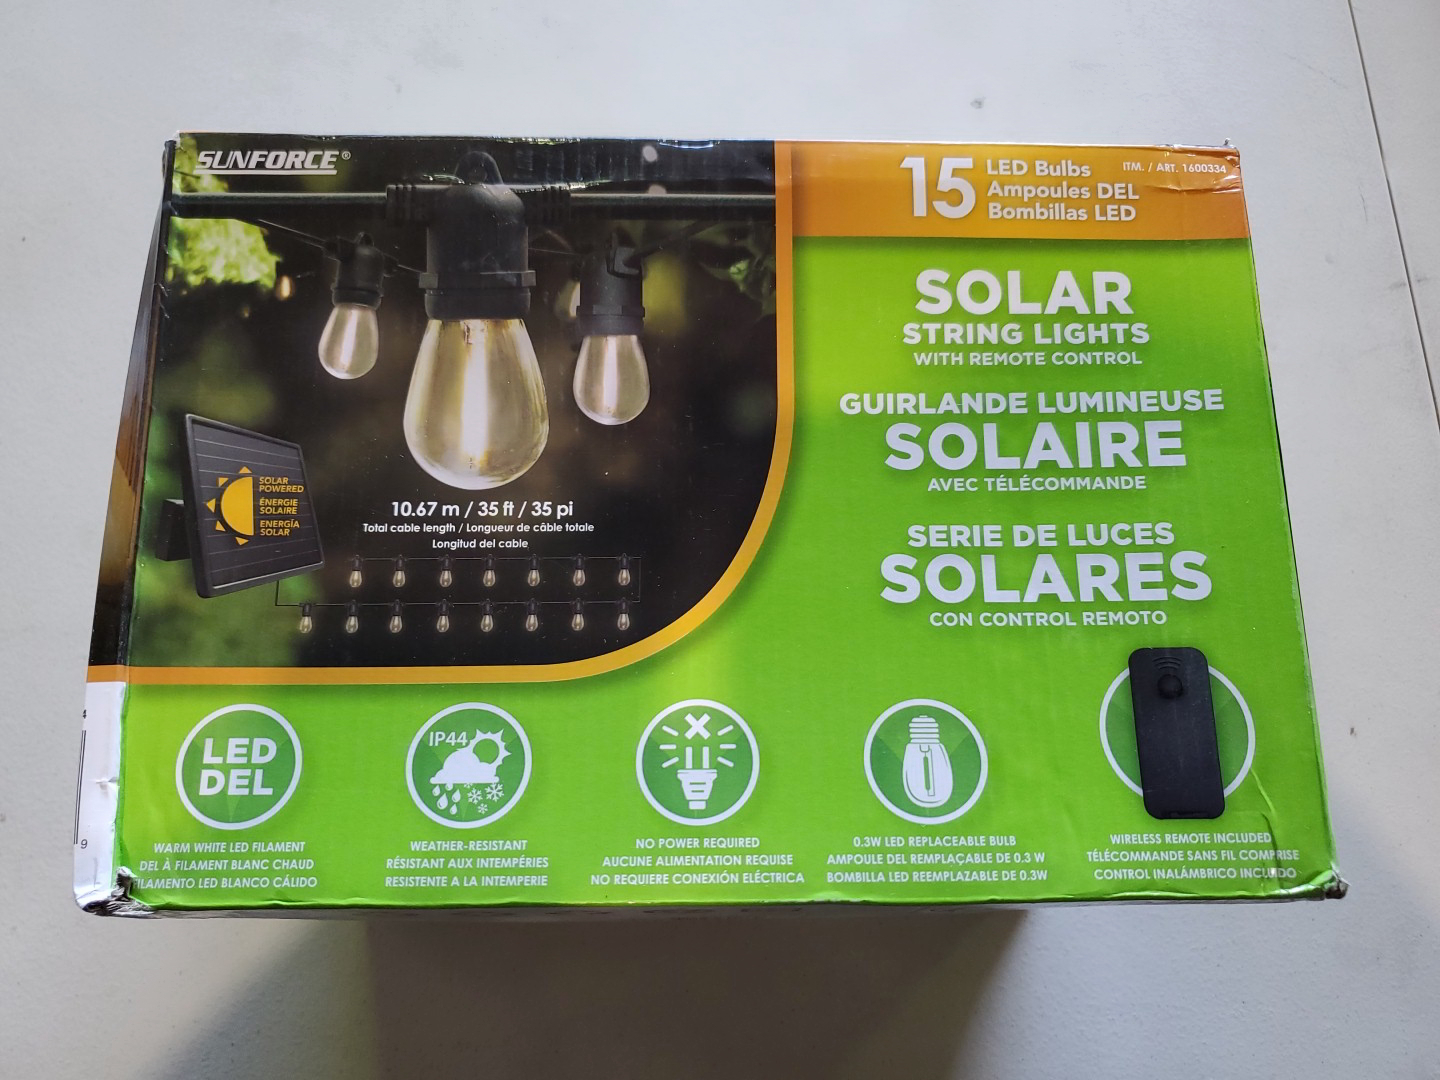 SUNFORCE®
15
LED Bulbs
Ampoules DEL
Bombillas LED
ITM. / ART. 1600334
SOLAR
STRING LIGHTS
WITH REMOTE CONTROL
GUIRLANDE LUMINEUSE
SOLAIRE
AVEC TÉLÉCOMMANDE
SERIE DE LUCES
SOLARES
CON CONTROL REMOTO
SOLAR
POWERED
ÉNERGIE
SOLAIRE
ENERGÍA
SOLAR
10.67 m / 35 ft / 35 pi
Total cable length / Longueur de câble totale
Longitud del cable
LED
DEL
WARM WHITE LED FILAMENT
DEL À FILAMENT BLANC CHAUD
FILAMENTO LED BLANCO CÁLIDO
IP44
WEATHER-RESISTANT
RÉSISTANT AUX INTEMPÉRIES
RESISTENTE A LA INTEMPERIE
NO POWER REQUIRED
AUCUNE ALIMENTATION REQUISE
NO REQUIERE CONEXIÓN ELÉCTRICA
0.3W LED REPLACEABLE BULB
AMPOULE DEL REMPLAÇABLE DE 0.3 W
BOMBILLA LED REEMPLAZABLE DE 0.3W
WIRELESS REMOTE INCLUDED
TÉLÉCOMMANDE SANS FIL COMPRISE
CONTROL INALÁMBRICO INCLUIDO
4
9